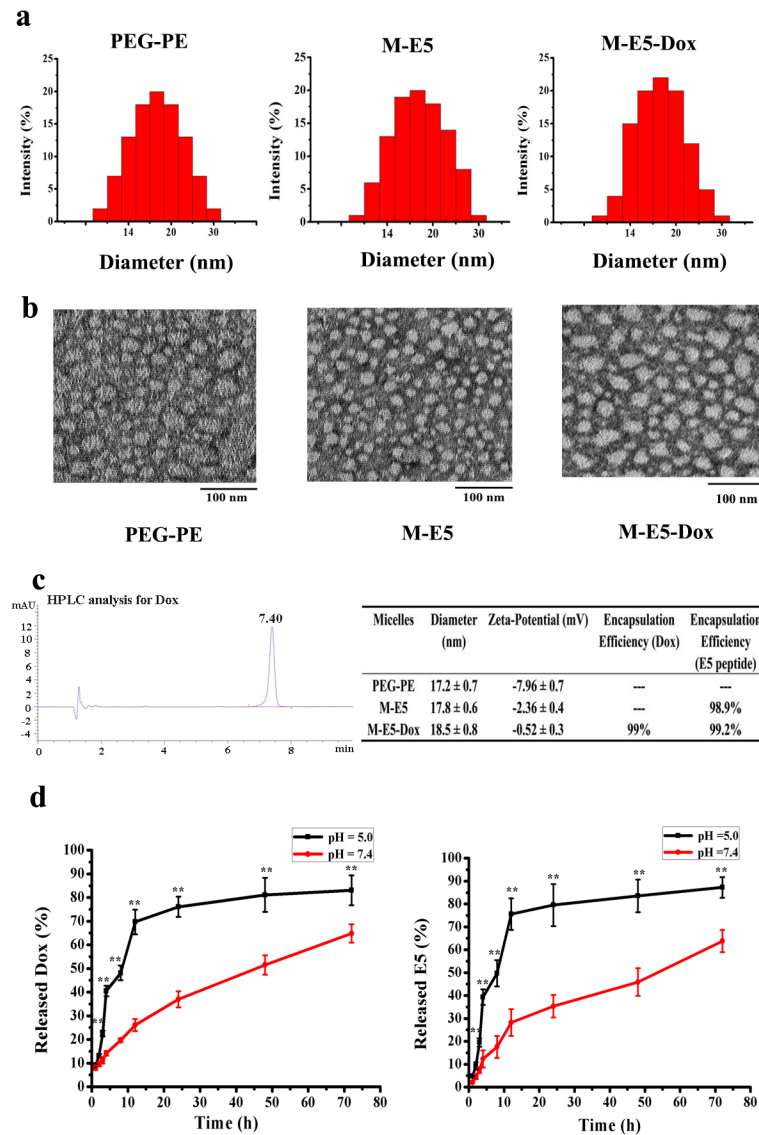 a
PEG-PE
M-E5
M-E5-Dox
Intensity (%)
25
20
15
10
5
0
14
20
30
Diameter (nm)
Intensity (%)
25
20
15
10
5
0
14
20
30
Diameter (nm)
Intensity (%)
25
20
15
10
5
0
14
20
30
Diameter (nm)
b
100 nm
100 nm
100 nm
PEG-PE
M-E5
M-E5-Dox
c
HPLC analysis for Dox
mAU
7.40
12
10
8
6
4
2
0
-2
-4
0 2 4 6 8 min
Micelles Diameter Zeta-Potential (mV) Encapsulation Encapsulation
(nm) Efficiency (Dox) Efficiency
(E5 peptide)
PEG-PE 17.2 ± 0.7 -7.96 ± 0.7 --- ---
M-E5 17.8 ± 0.6 -2.36 ± 0.4 --- 98.9%
M-E5-Dox 18.5 ± 0.8 -0.52 ± 0.3 99% 99.2%
d
pH = 5.0
pH = 7.4
Released Dox (%)
100
90
80
70
60
50
40
30
20
10
0
** ** ** ** ** ** **
0 10 20 30 40 50 60 70 80
Time (h)
pH =5.0
pH =7.4
Released E5 (%)
100
90
80
70
60
50
40
30
20
10
0
** ** ** ** ** ** **
0 10 20 30 40 50 60 70 80
Time (h)